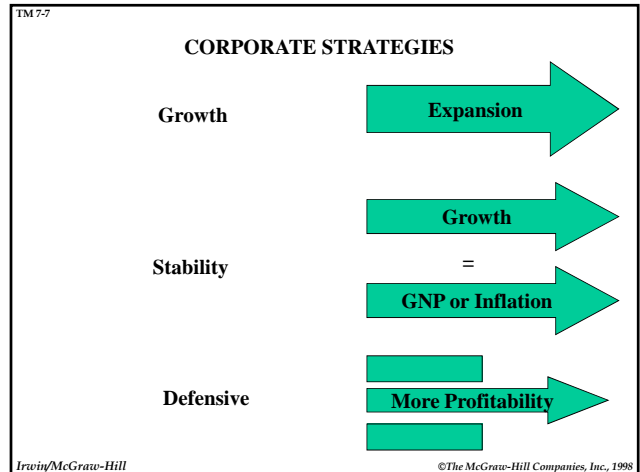 TM 7-7
CORPORATE STRATEGIES
Growth
Expansion
Growth
Stability
=
GNP or Inflation
Defensive
More Profitability
Irwin/McGraw-Hill
©The McGraw-Hill Companies, Inc., 1998